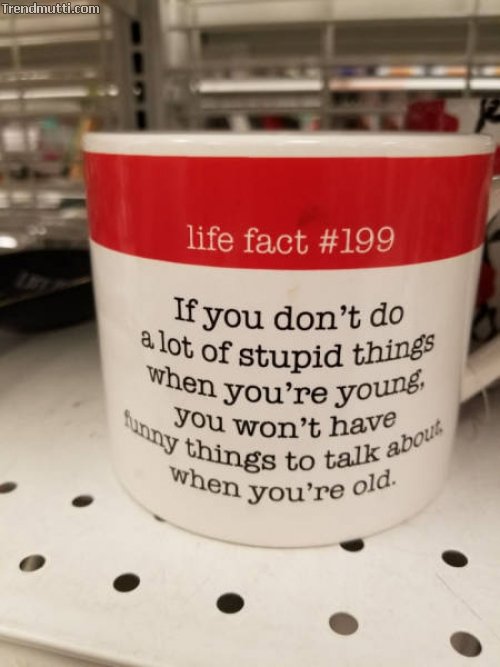 Trendmutti.com
life fact #199
If you don't do
a lot of stupid things
when you're young,
you won't have
funny things to talk about
when you're old.